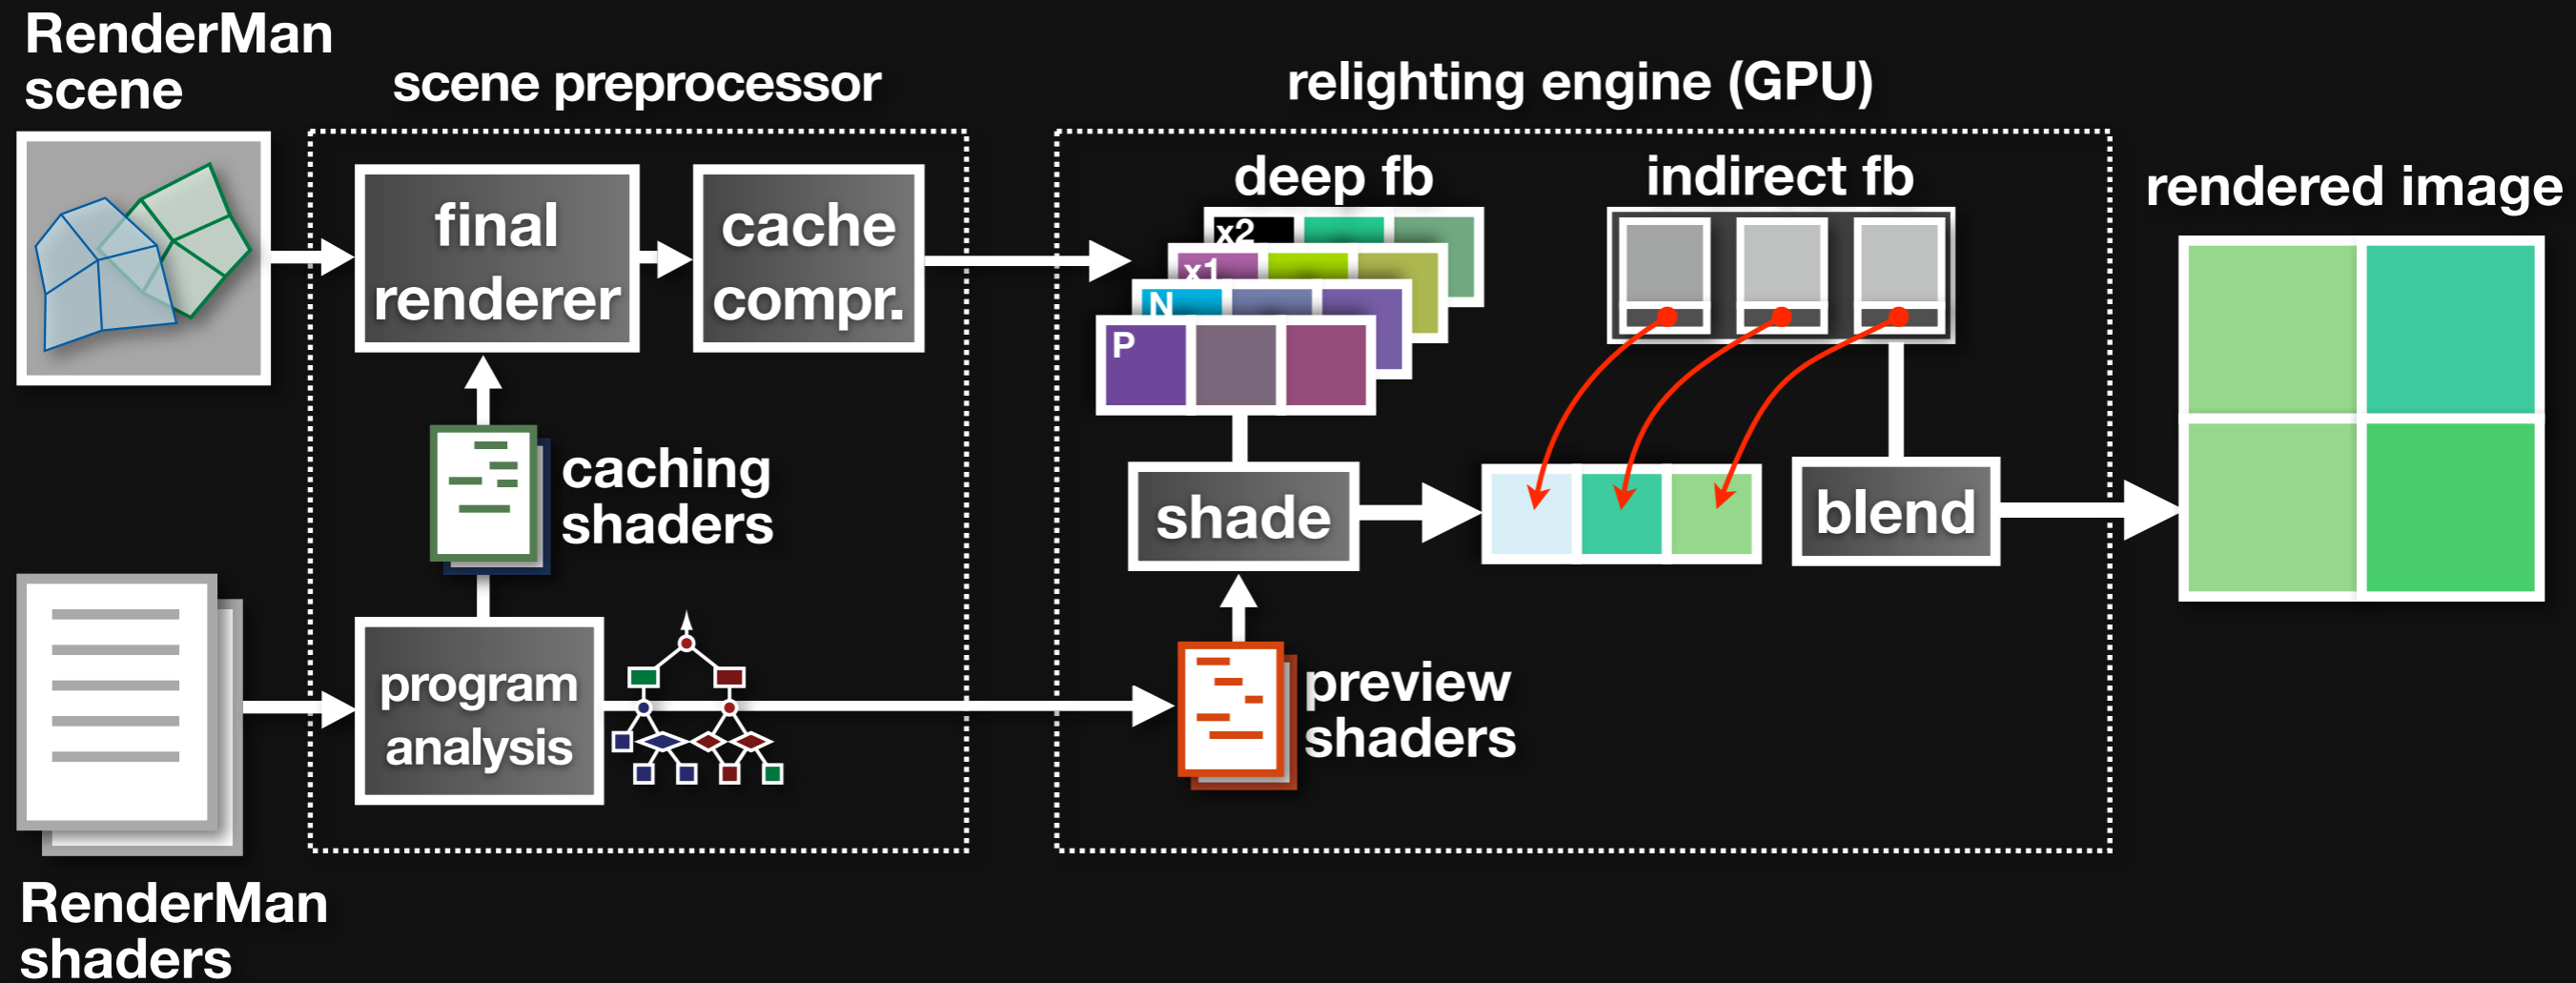 RenderMan
scene
scene preprocessor
relighting engine (GPU)
final
renderer
cache
compr.
deep fb
x2
x1
N
P
indirect fb
rendered image
caching
shaders
shade
blend
program
analysis
preview
shaders
RenderMan
shaders